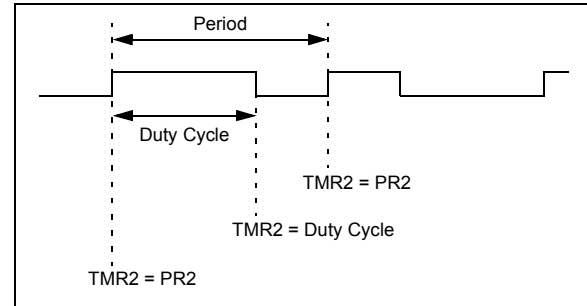 Period
Duty Cycle
TMR2 = PR2
TMR2 = Duty Cycle
TMR2 = PR2